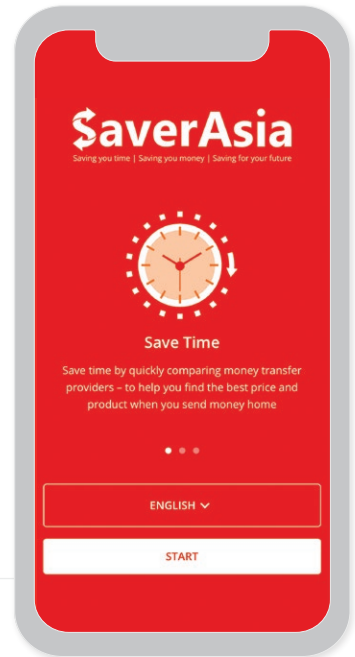 SaverAsia
Saving you time | Saving you money | Saving for your future
Save Time
Save time by quickly comparing money transfer
providers – to help you find the best price and
product when you send money home
ENGLISH
START